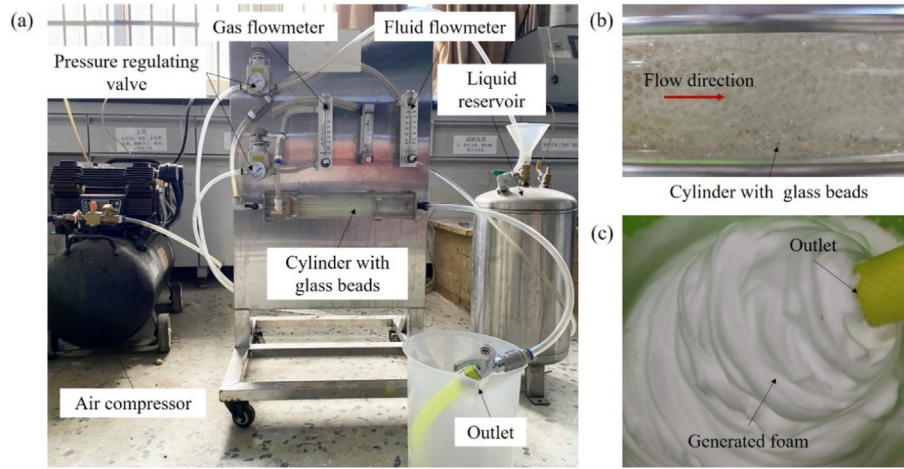 (a)
Gas flowmeter
Fluid flowmeter
Pressure regulating
valve
Liquid
reservoir
Cylinder with
glass beads
Air compressor
Outlet
(b)
Flow direction
Cylinder with glass beads
(c)
Outlet
Generated foam